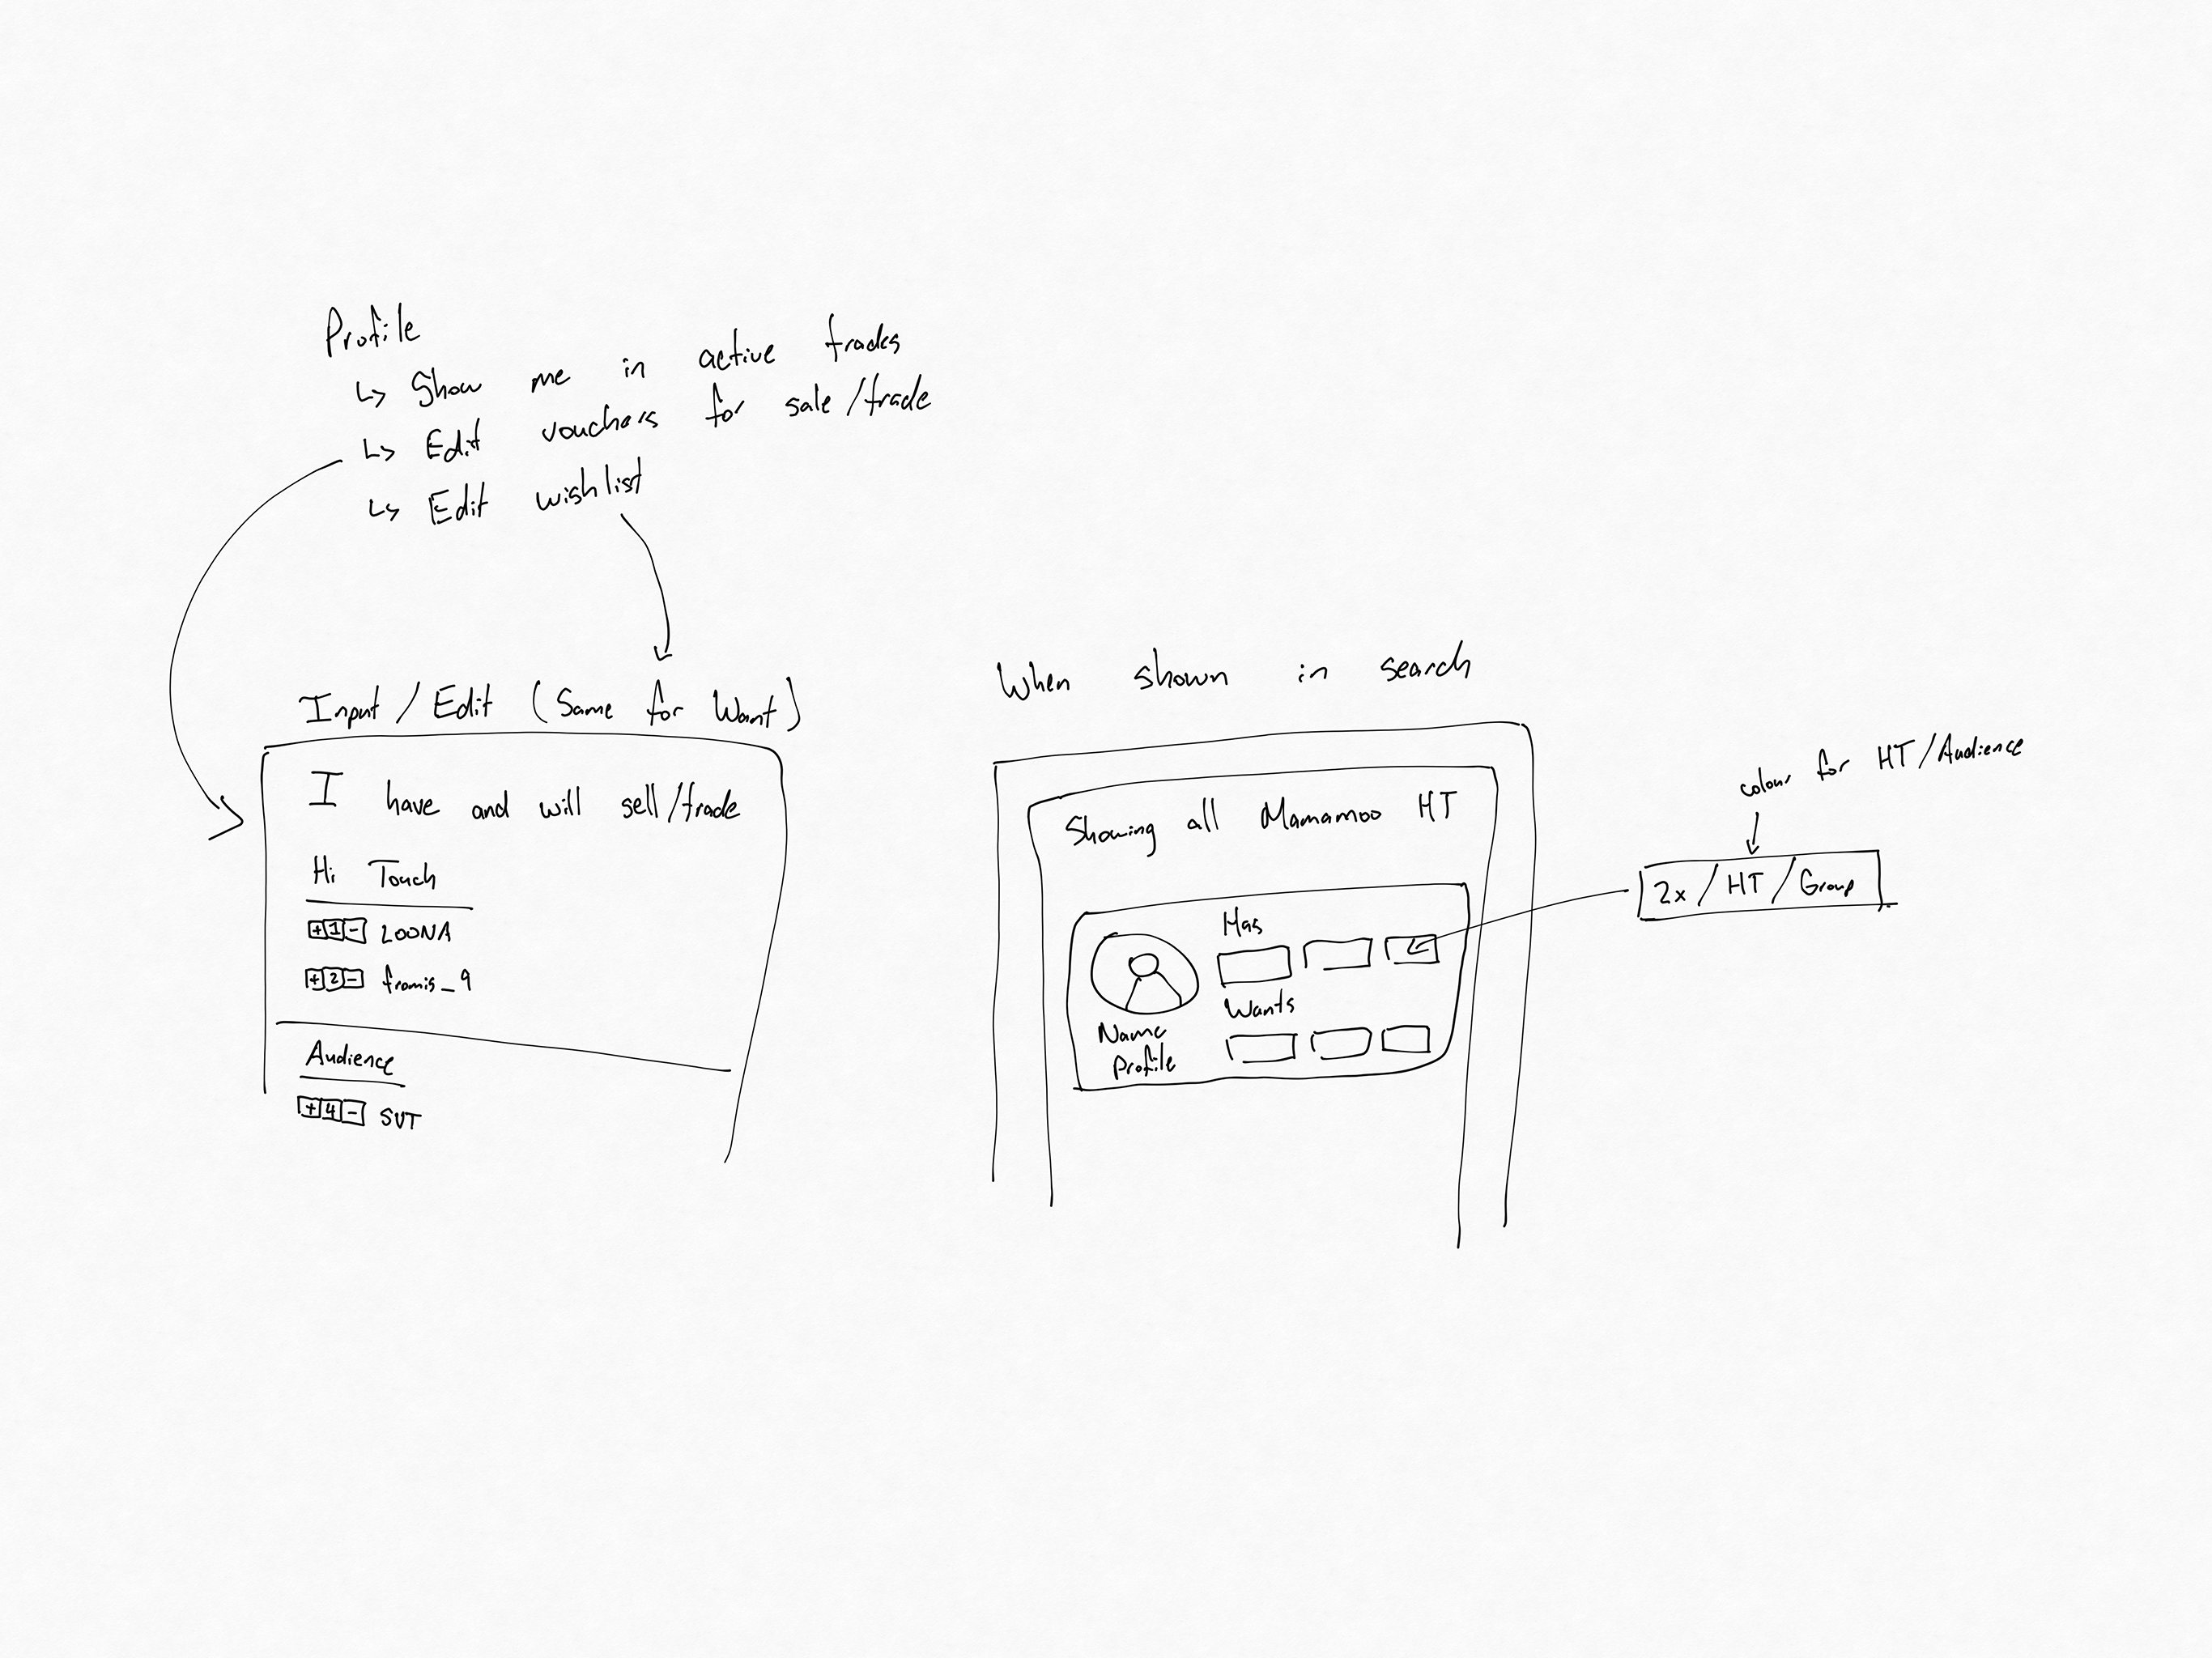 Profile
↳ Show me in active trades
↳ Edit vouchers for sale/trade
↳ Edit wishlist
Input / Edit (Same for Want)
I have and will sell/trade
Hi Touch
+ 1 - LOONA
+ 2 - fromis_9
Audience
+ 4 - SVT
When shown in search
Showing all Mamamoo HT
Has
Wants
Name
Profile
colour for HT/Audience
2x / HT / Group